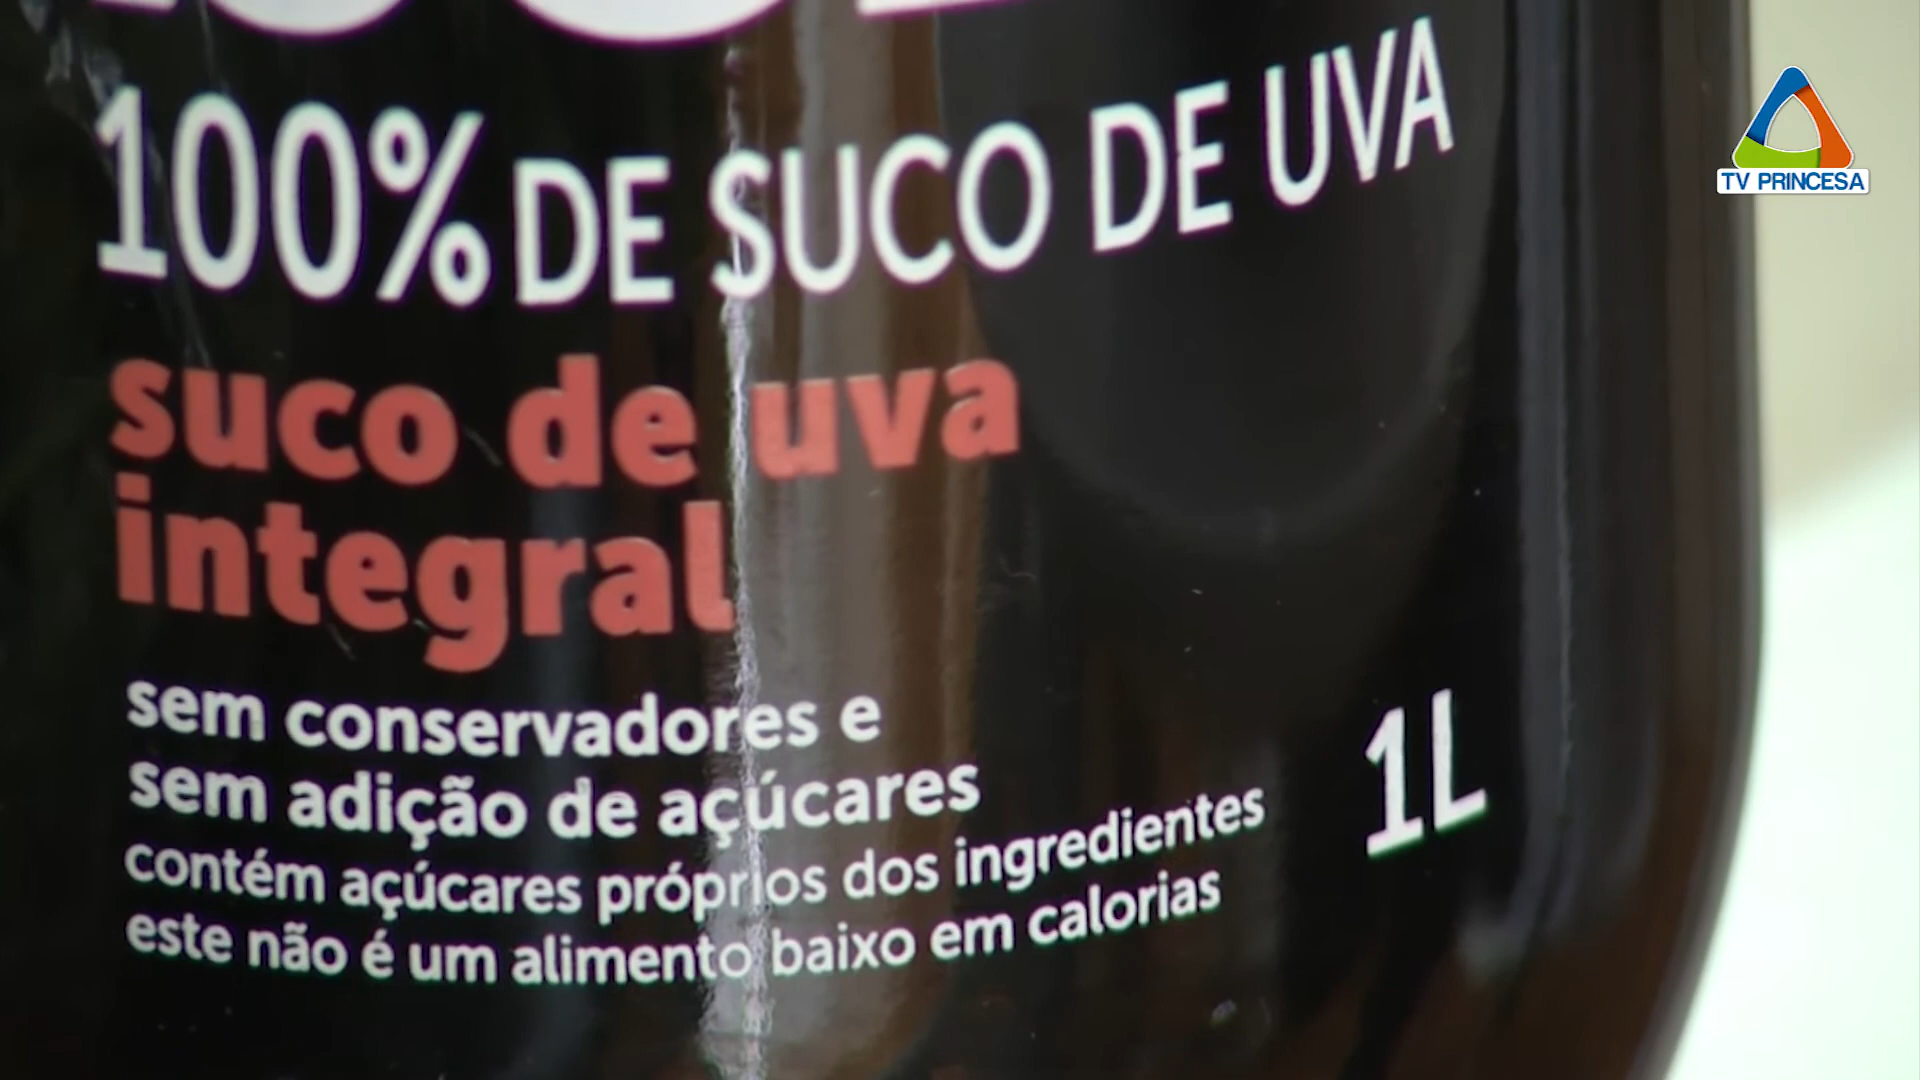 100% DE SUCO DE UVA
suco de uva
integral
sem conservadores e
sem adição de açúcares
contém açúcares próprios dos ingredientes
este não é um alimento baixo em calorias
1L
TV PRINCESA